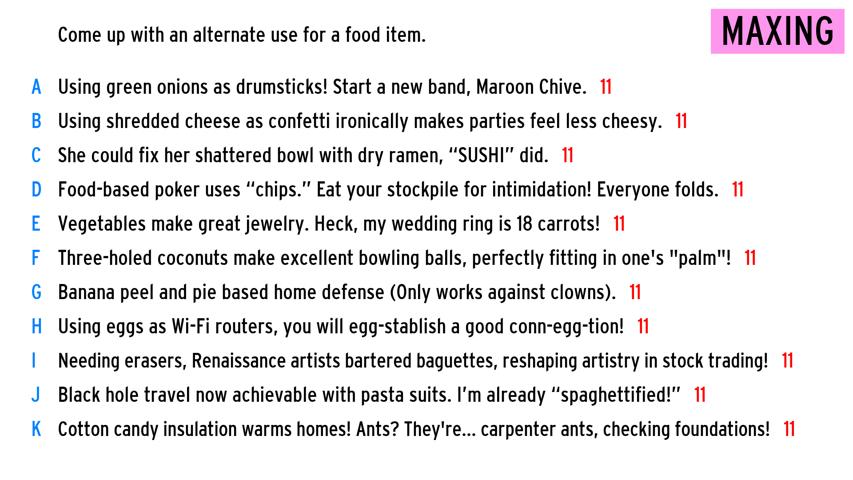 Come up with an alternate use for a food item.
MAXING
A Using green onions as drumsticks! Start a new band, Maroon Chive. 11
B Using shredded cheese as confetti ironically makes parties feel less cheesy. 11
C She could fix her shattered bowl with dry ramen, “SUSHI” did. 11
D Food-based poker uses “chips.” Eat your stockpile for intimidation! Everyone folds. 11
E Vegetables make great jewelry. Heck, my wedding ring is 18 carrots! 11
F Three-holed coconuts make excellent bowling balls, perfectly fitting in one's "palm"! 11
G Banana peel and pie based home defense (Only works against clowns). 11
H Using eggs as Wi-Fi routers, you will egg-stablish a good conn-egg-tion! 11
I Needing erasers, Renaissance artists bartered baguettes, reshaping artistry in stock trading! 11
J Black hole travel now achievable with pasta suits. I’m already “spaghettified!” 11
K Cotton candy insulation warms homes! Ants? They're... carpenter ants, checking foundations! 11